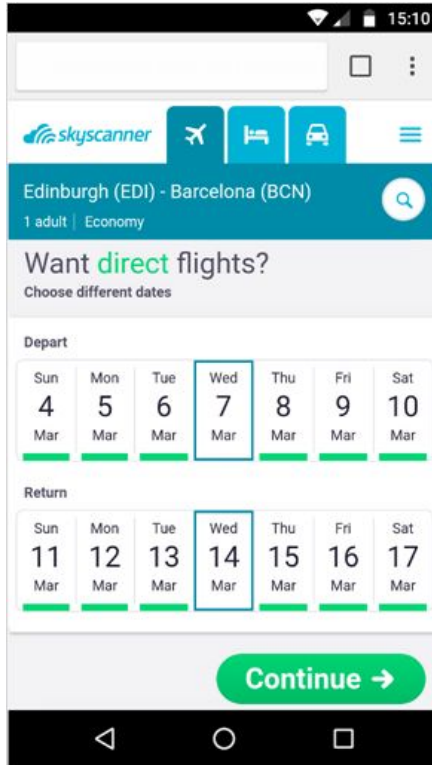 15:10
skyscanner
Edinburgh (EDI) - Barcelona (BCN)
1 adult | Economy
Want direct flights?
Choose different dates
Depart
Sun Mon Tue Wed Thu Fri Sat
4 5 6 7 8 9 10
Mar Mar Mar Mar Mar Mar Mar
Return
Sun Mon Tue Wed Thu Fri Sat
11 12 13 14 15 16 17
Mar Mar Mar Mar Mar Mar Mar
Continue →